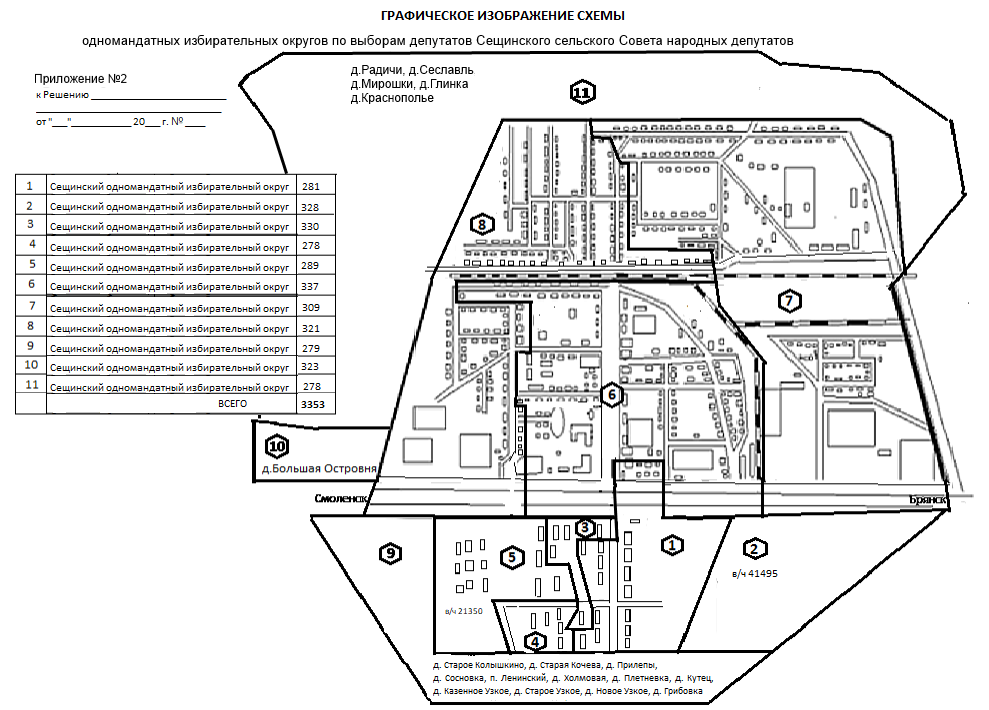 ГРАФИЧЕСКОЕ ИЗОБРАЖЕНИЕ СХЕМЫ
одномандатных избирательных округов по выборам депутатов Сещинского сельского Совета народных депутатов
Приложение №2
к Решению ___________________________
_____________________________________
от "___"____________ 20___ г. № ____
д.Радичи, д.Сеславль
д.Мирошки, д.Глинка
д.Краснополье
11
1 Сещинский одномандатный избирательный округ 281
2 Сещинский одномандатный избирательный округ 328
3 Сещинский одномандатный избирательный округ 330
4 Сещинский одномандатный избирательный округ 278
5 Сещинский одномандатный избирательный округ 289
6 Сещинский одномандатный избирательный округ 337
7 Сещинский одномандатный избирательный округ 309
8 Сещинский одномандатный избирательный округ 321
9 Сещинский одномандатный избирательный округ 279
10 Сещинский одномандатный избирательный округ 323
11 Сещинский одномандатный избирательный округ 278
ВСЕГО 3353
8
7
6
10
д.Большая Островня
Смоленск
Брянск
9
5
3
1
2
в/ч 41495
в/ч 21350
4
д. Старое Колышкино, д. Старая Кочева, д. Прилепы,
д. Сосновка, п. Ленинский, д. Холмовая, д. Плетневка, д. Кутец,
д. Казенное Узкое, д. Старое Узкое, д. Новое Узкое, д. Грибовка